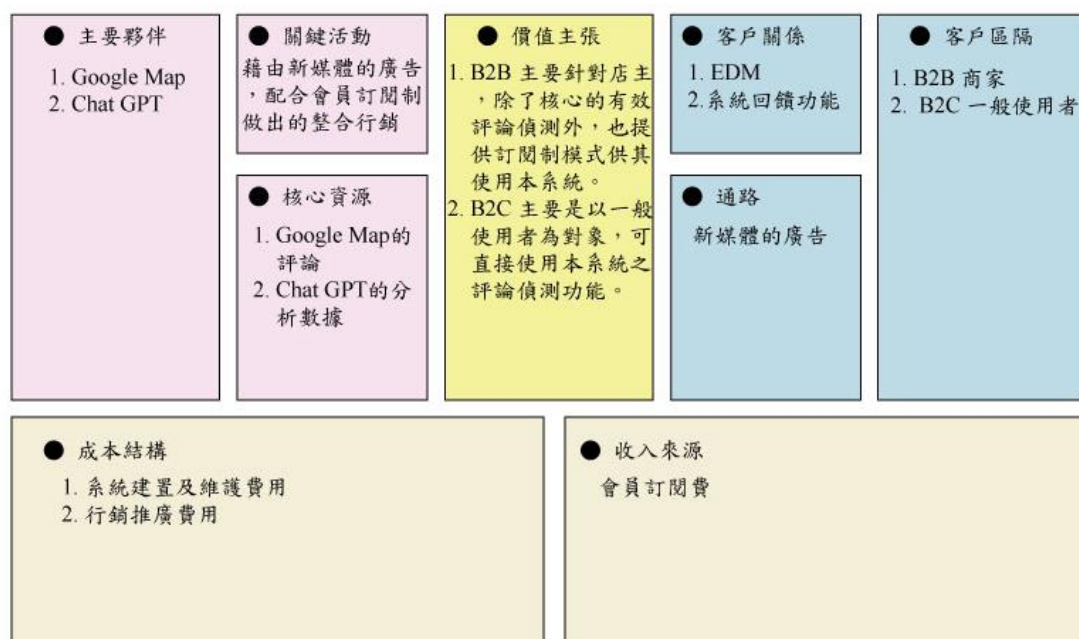 ● 主要夥伴
1. Google Map
2. Chat GPT
● 關鍵活動
藉由新媒體的廣告
，配合會員訂閱制
做出的整合行銷
● 核心資源
1. Google Map的
評論
2. Chat GPT的分
析數據
● 價值主張
1. B2B 主要針對店主
，除了核心的有效
評論偵測外，也提
供訂閱制模式供其
使用本系統。
2. B2C 主要是以一般
使用者為對象，可
直接使用本系統之
評論偵測功能。
● 客戶關係
1. EDM
2.系統回饋功能
● 通路
新媒體的廣告
● 客戶區隔
1. B2B 商家
2. B2C 一般使用者
● 成本結構
1. 系統建置及維護費用
2. 行銷推廣費用
● 收入來源
會員訂閱費